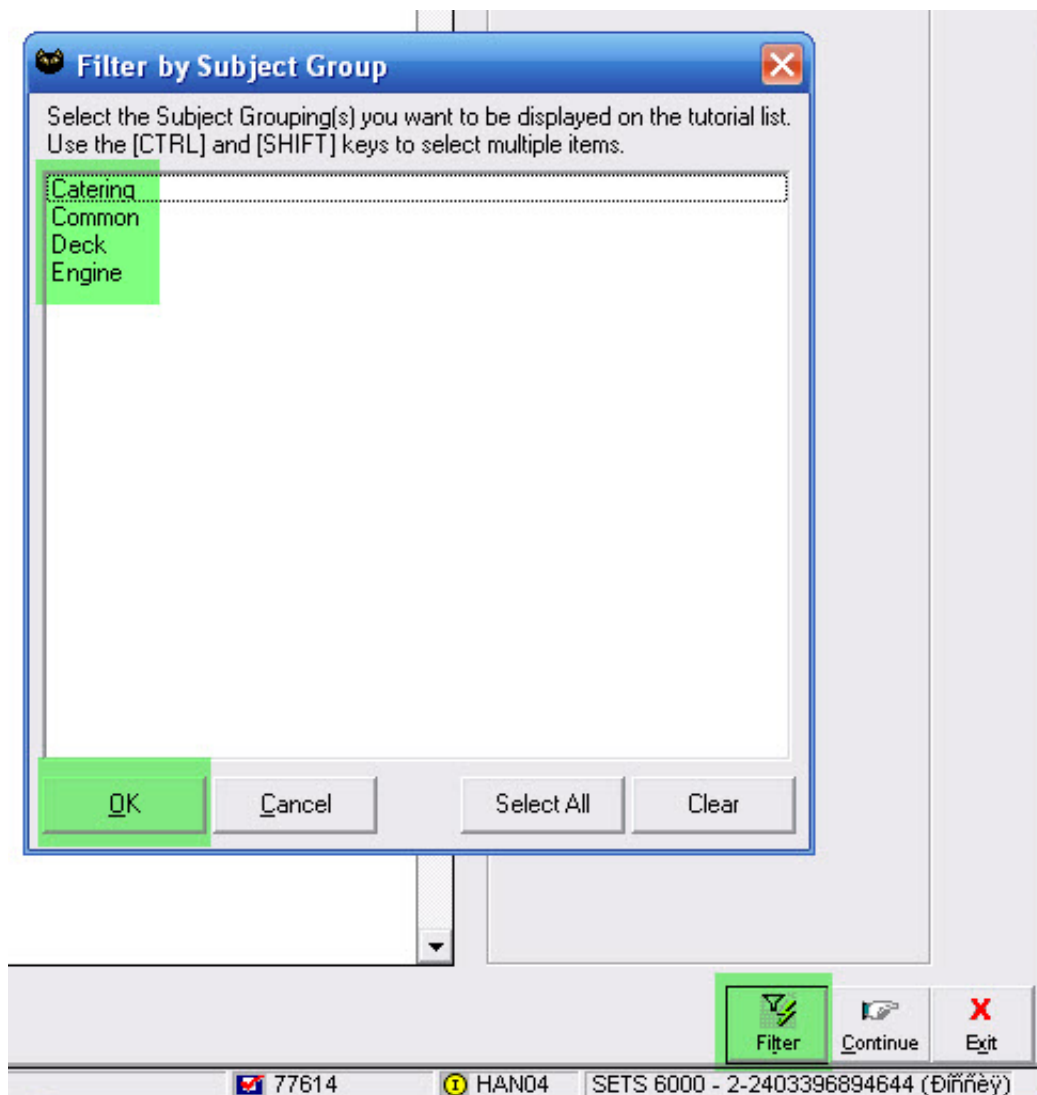 Filter by Subject Group
Select the Subject Grouping(s) you want to be displayed on the tutorial list.
Use the [CTRL] and [SHIFT] keys to select multiple items.
Catering
Common
Deck
Engine
OK Cancel Select All Clear
Filter Continue Exit
77614 HAN04 SETS 6000 - 2-2403396894644 (Ðîññèÿ)